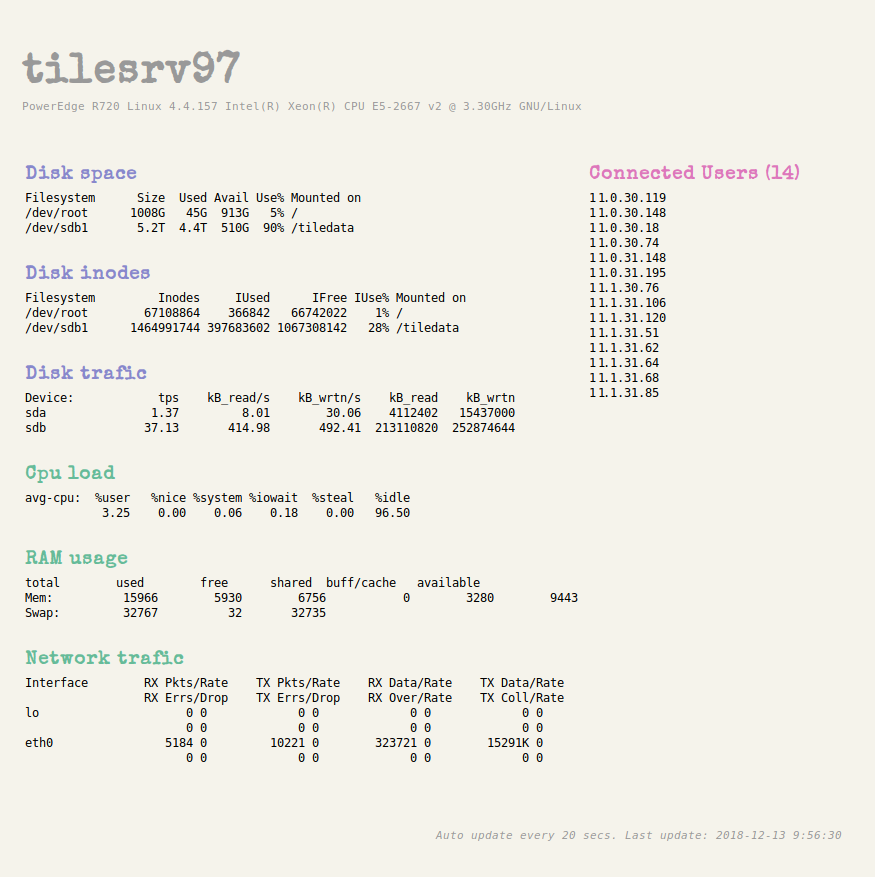 tilesrv97
PowerEdge R720 Linux 4.4.157 Intel(R) Xeon(R) CPU E5-2667 v2 @ 3.30GHz GNU/Linux
Disk space
Filesystem      Size  Used Avail Use% Mounted on
/dev/root      1008G   45G  913G   5% /
/dev/sdb1       5.2T  4.4T  510G  90% /tiledata
Disk inodes
Filesystem         Inodes     IUsed      IFree IUse% Mounted on
/dev/root        67108864    366842   66742022    1% /
/dev/sdb1      1464991744 397683602 1067308142   28% /tiledata
Disk trafic
Device:            tps    kB_read/s    kB_wrtn/s    kB_read    kB_wrtn
sda               1.37         8.01        30.06    4112402   15437000
sdb              37.13       414.98       492.41  213110820  252874644
Cpu load
avg-cpu:  %user   %nice %system %iowait  %steal   %idle
           3.25    0.00    0.06    0.18    0.00   96.50
RAM usage
total        used        free      shared  buff/cache   available
Mem:          15966        5930        6756           0        3280        9443
Swap:         32767          32       32735
Network trafic
Interface        RX Pkts/Rate    TX Pkts/Rate    RX Data/Rate    TX Data/Rate
                 RX Errs/Drop    TX Errs/Drop    RX Over/Rate    TX Coll/Rate
lo                     0 0             0 0             0 0             0 0
                       0 0             0 0             0 0             0 0
eth0                5184 0         10221 0        323721 0        15291K 0
                       0 0             0 0             0 0             0 0
Connected Users (14)
11.0.30.119
11.0.30.148
11.0.30.18
11.0.30.74
11.0.31.148
11.0.31.195
11.1.30.76
11.1.31.106
11.1.31.120
11.1.31.51
11.1.31.62
11.1.31.64
11.1.31.68
11.1.31.85
Auto update every 20 secs. Last update: 2018-12-13 9:56:30